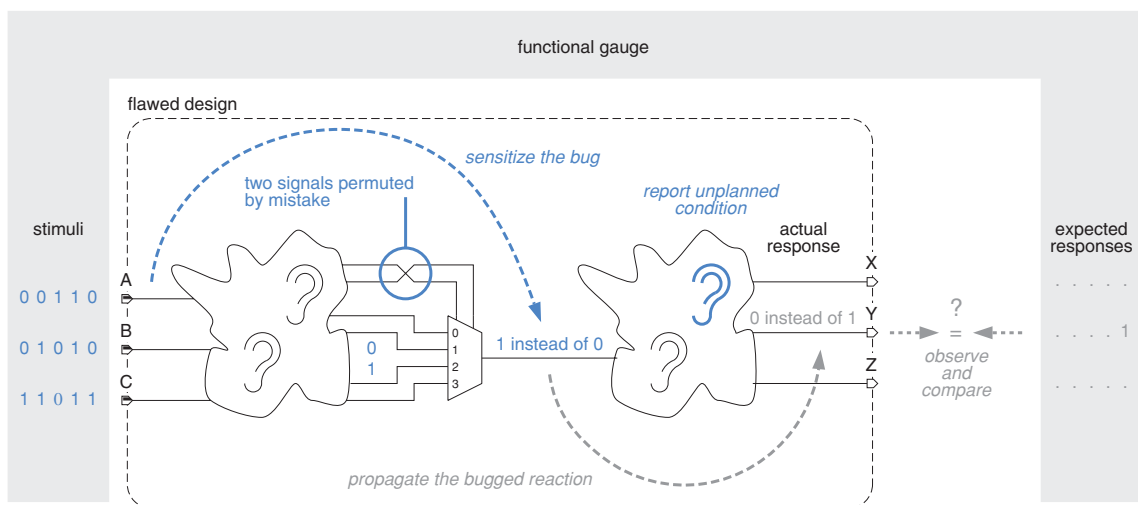 functional gauge
flawed design
sensitize the bug
two signals permuted
by mistake
report unplanned
condition
stimuli
actual
response
expected
responses
A
X
0 0 1 1 0
. . . . .
B
0 instead of 1
Y
?
0
0 1 0 1 0
0
1
1 instead of 0
=
. . . . 1
1
2
observe
and
compare
C
3
Z
1 1 0 1 1
. . . . .
propagate the bugged reaction